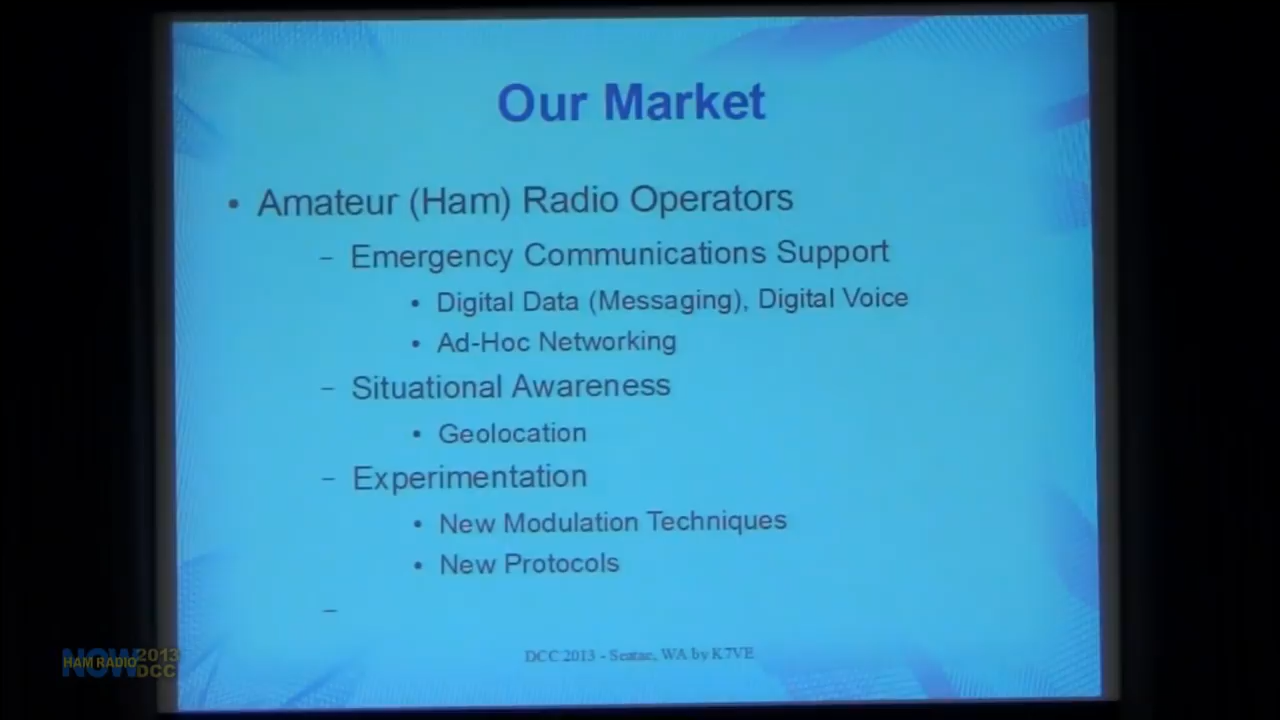 Our Market
• Amateur (Ham) Radio Operators
– Emergency Communications Support
• Digital Data (Messaging), Digital Voice
• Ad-Hoc Networking
– Situational Awareness
• Geolocation
– Experimentation
• New Modulation Techniques
• New Protocols
–
DCC 2013 - Seatac, WA by K7VE
HAM RADIO NOW 2013 DCC